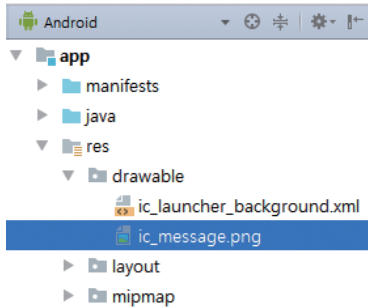 Android
app
manifests
java
res
drawable
ic_launcher_background.xml
ic_message.png
layout
mipmap